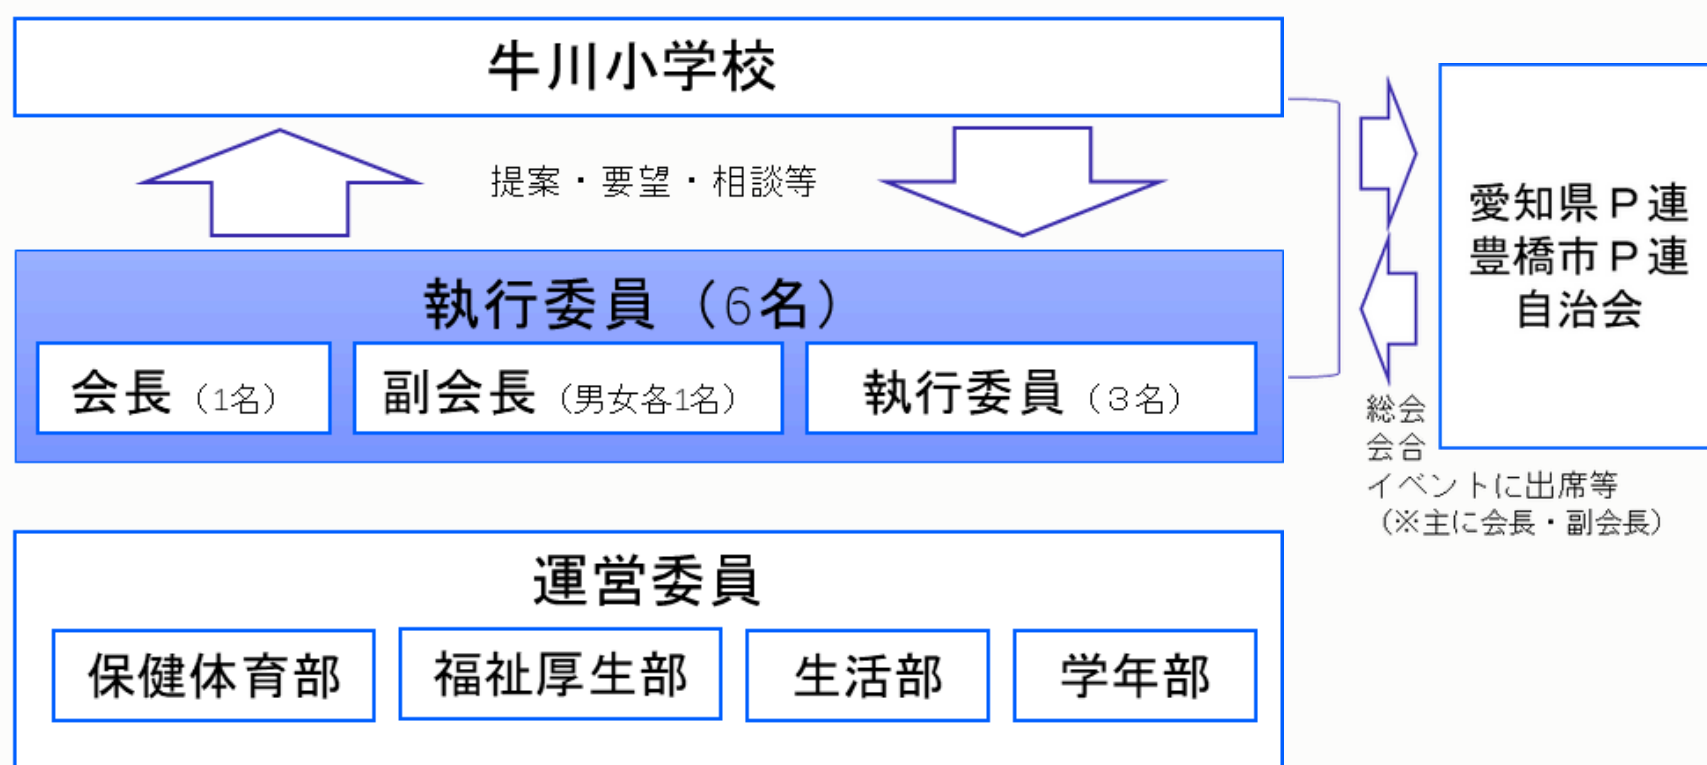 牛川小学校
提案・要望・相談等
執行委員（6名）
会長（1名）
副会長（男女各1名）
執行委員（３名）
愛知県Ｐ連
豊橋市Ｐ連
自治会
総会
会合
イベントに出席等
（※主に会長・副会長）
運営委員
保健体育部
福祉厚生部
生活部
学年部